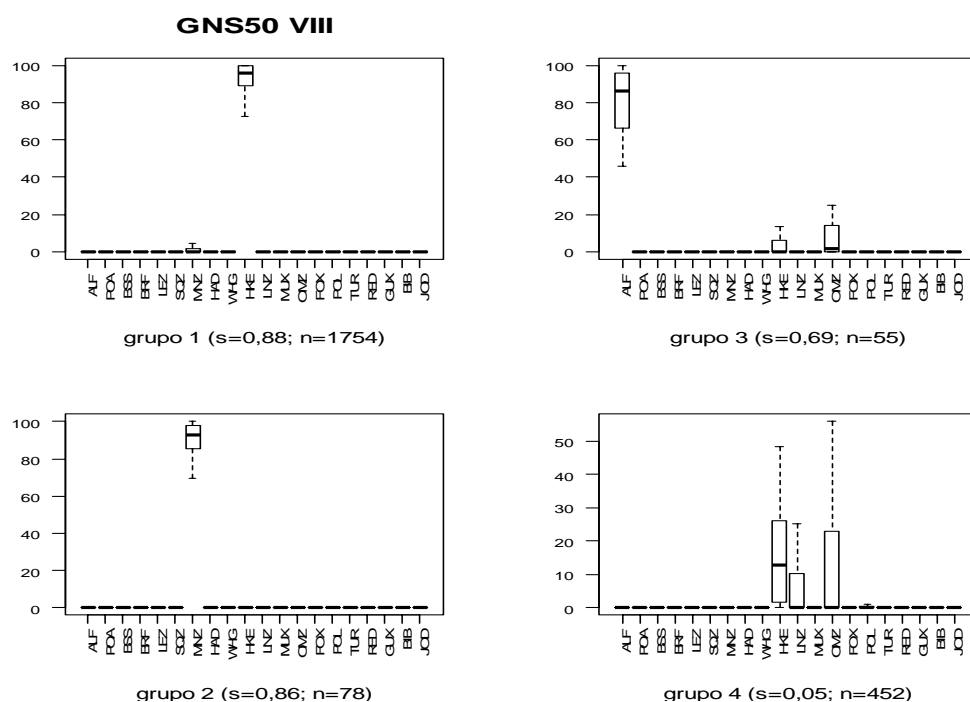 GNS50 VIII
100
80
60
40
20
0
ALF POA BSS BRF LEZ SQZ MNZ HAD WHG HKE LNZ MUX OMZ FOX POL TUR RED GUX BIB JOD
grupo 1 (s=0,88; n=1754)
100
80
60
40
20
0
ALF POA BSS BRF LEZ SQZ MNZ HAD WHG HKE LNZ MUX OMZ FOX POL TUR RED GUX BIB JOD
grupo 3 (s=0,69; n=55)
100
80
60
40
20
0
ALF POA BSS BRF LEZ SQZ MNZ HAD WHG HKE LNZ MUX OMZ FOX POL TUR RED GUX BIB JOD
grupo 2 (s=0,86; n=78)
50
40
30
20
10
0
ALF POA BSS BRF LEZ SQZ MNZ HAD WHG HKE LNZ MUX OMZ FOX POL TUR RED GUX BIB JOD
grupo 4 (s=0,05; n=452)